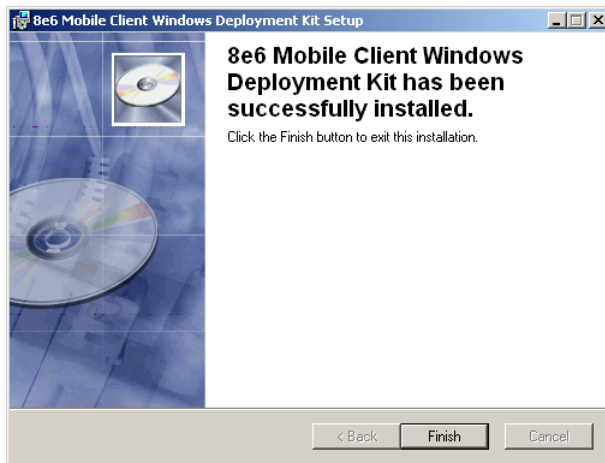 8e6 Mobile Client Windows Deployment Kit Setup
8e6 Mobile Client Windows
Deployment Kit has been
successfully installed.
Click the Finish button to exit this installation.
< Back
Finish
Cancel